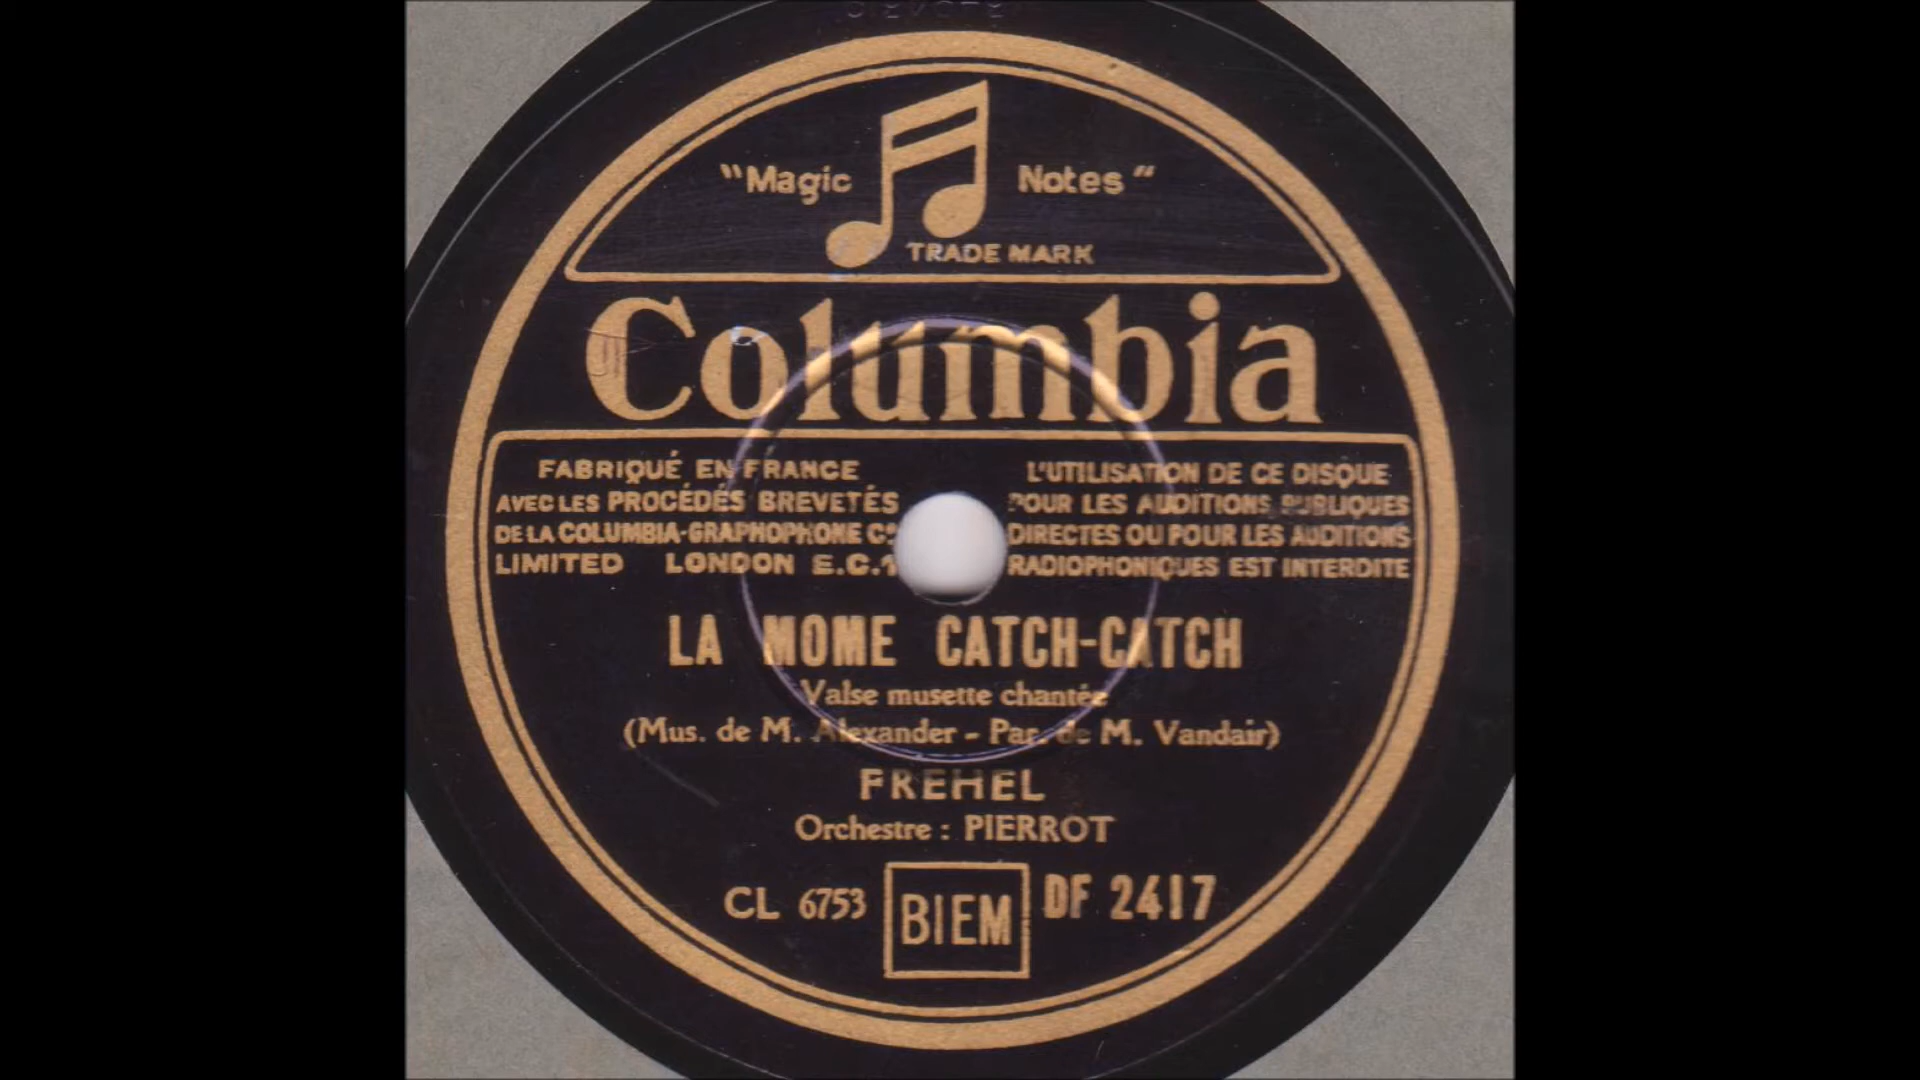 "Magic Notes"
TRADE MARK
Columbia
FABRIQUÉ EN FRANCE
AVEC LES PROCÉDÉS BREVETÉS
DE LA COLUMBIA-GRAPHOPHONE Cº
LIMITED LONDON E.C.1
L'UTILISATION DE CE DISQUE
POUR LES AUDITIONS PUBLIQUES
DIRECTES OU POUR LES AUDITIONS
RADIOPHONIQUES EST INTERDITE
LA MOME CATCH-CATCH
Valse musette chantée
(Mus. de M. Alexander - Par. de M. Vandair)
FREHEL
Orchestre : PIERROT
CL 6753 BIEM DF 2417